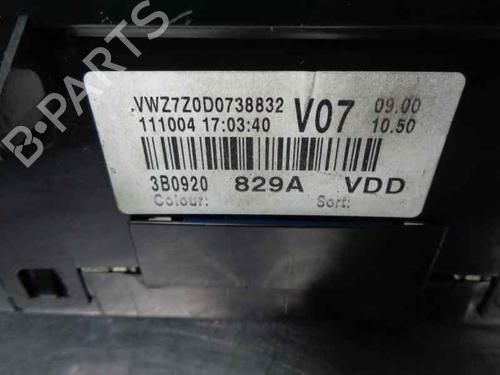 .VWZ7Z0D0738832 V07 09.00
111004 17:03:40 10.50
3B0920 829A VDD
Colour: Sort:
B-PARTS